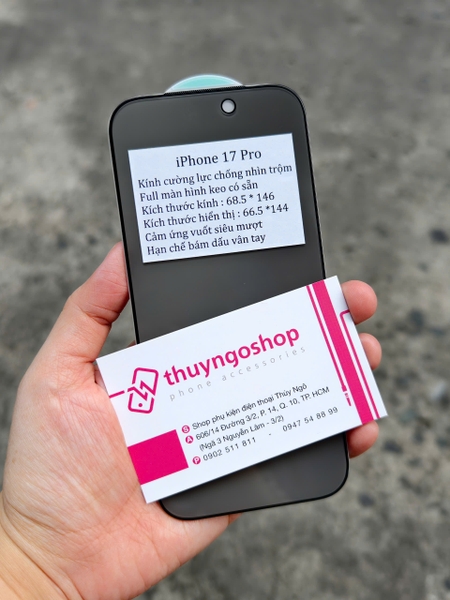 iPhone 17 Pro
Kính cường lực chống nhìn trộm
Full màn hình keo có sẵn
Kích thước kính : 68.5 * 146
Kích thước hiển thị : 66.5 *144
Cảm ứng vuốt siêu mượt
Hạn chế bám dấu vân tay
thuyngoshop
phone accessories
S Shop phụ kiện điện thoại Thúy Ngô
A 606/14 Đường 3/2, P. 14, Q. 10, TP. HCM
(Ngã 3 Nguyễn Lâm - 3/2)
P 0902 511 811 - 0947 54 88 99